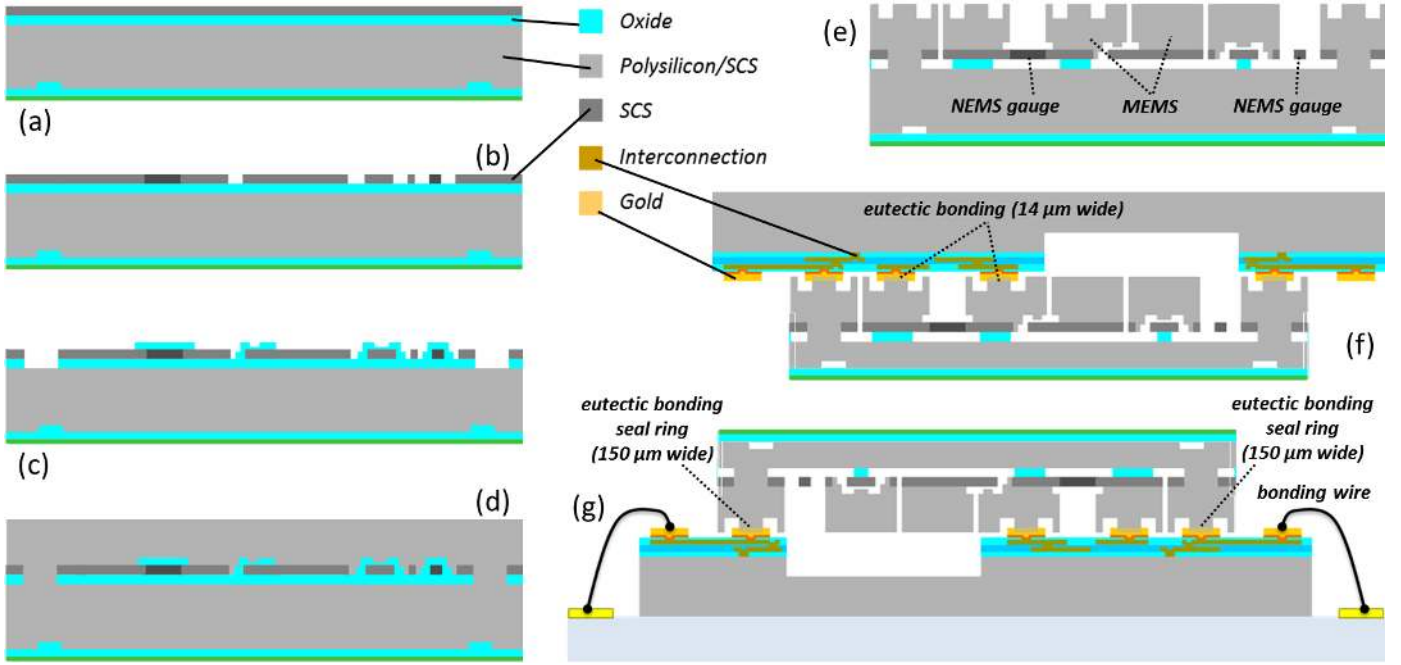 (a)
Oxide
Polysilicon/SCS
SCS
Interconnection
Gold
(b)
(c)
(d)
(e)
NEMS gauge
MEMS
NEMS gauge
eutectic bonding (14 µm wide)
(f)
eutectic bonding
seal ring
(150 µm wide)
eutectic bonding
seal ring
(150 µm wide)
bonding wire
(g)